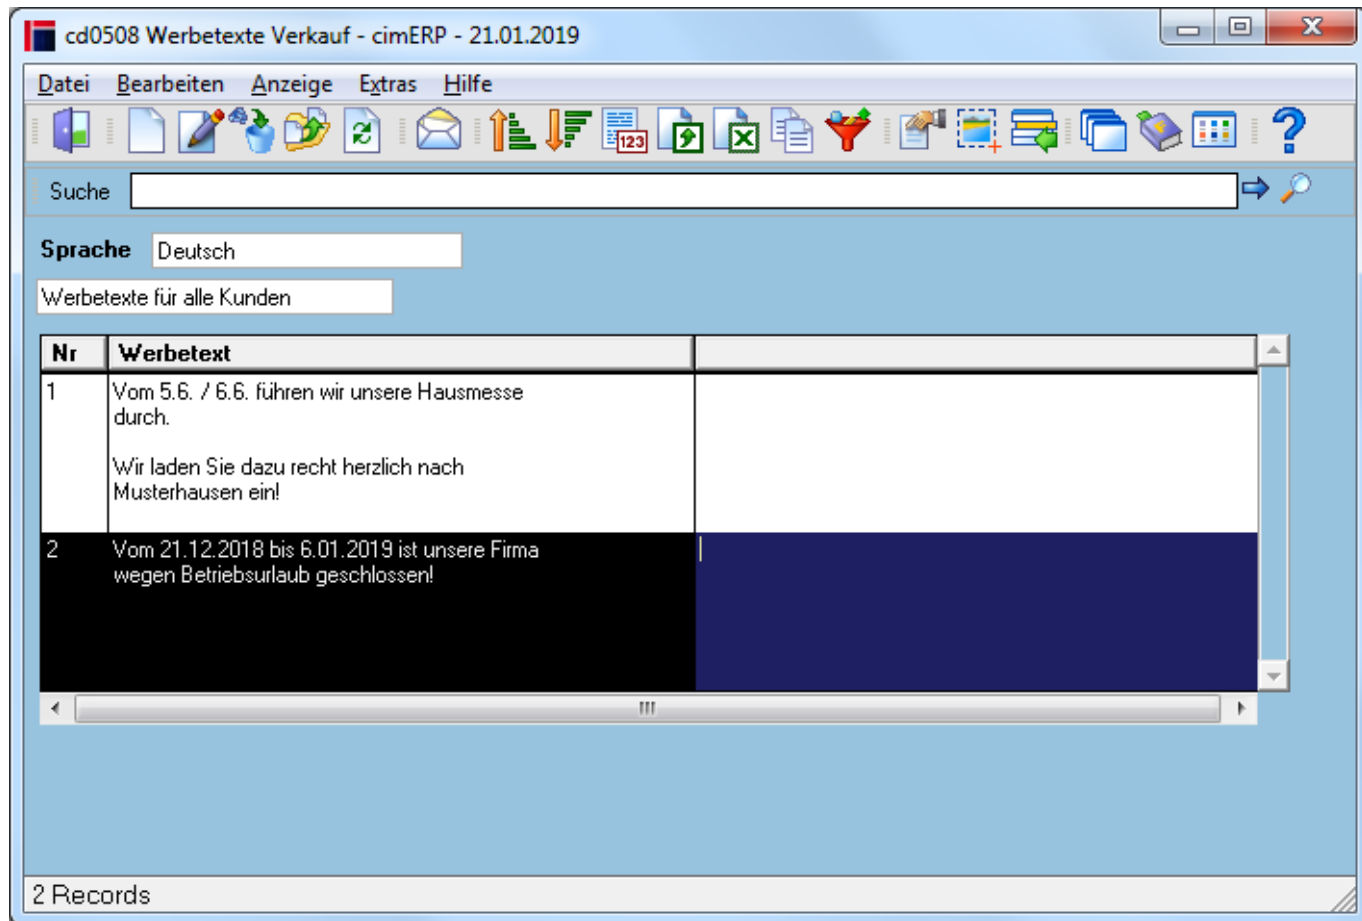 cd0508 Werbetexte Verkauf - cimERP - 21.01.2019
Datei Bearbeiten Anzeige Extras Hilfe
123
Suche
Sprache Deutsch
Werbetexte für alle Kunden
Nr Werbetext
1 Vom 5.6. / 6.6. führen wir unsere Hausmesse
durch.
Wir laden Sie dazu recht herzlich nach
Musterhausen ein!
2 Vom 21.12.2018 bis 6.01.2019 ist unsere Firma
wegen Betriebsurlaub geschlossen!
2 Records